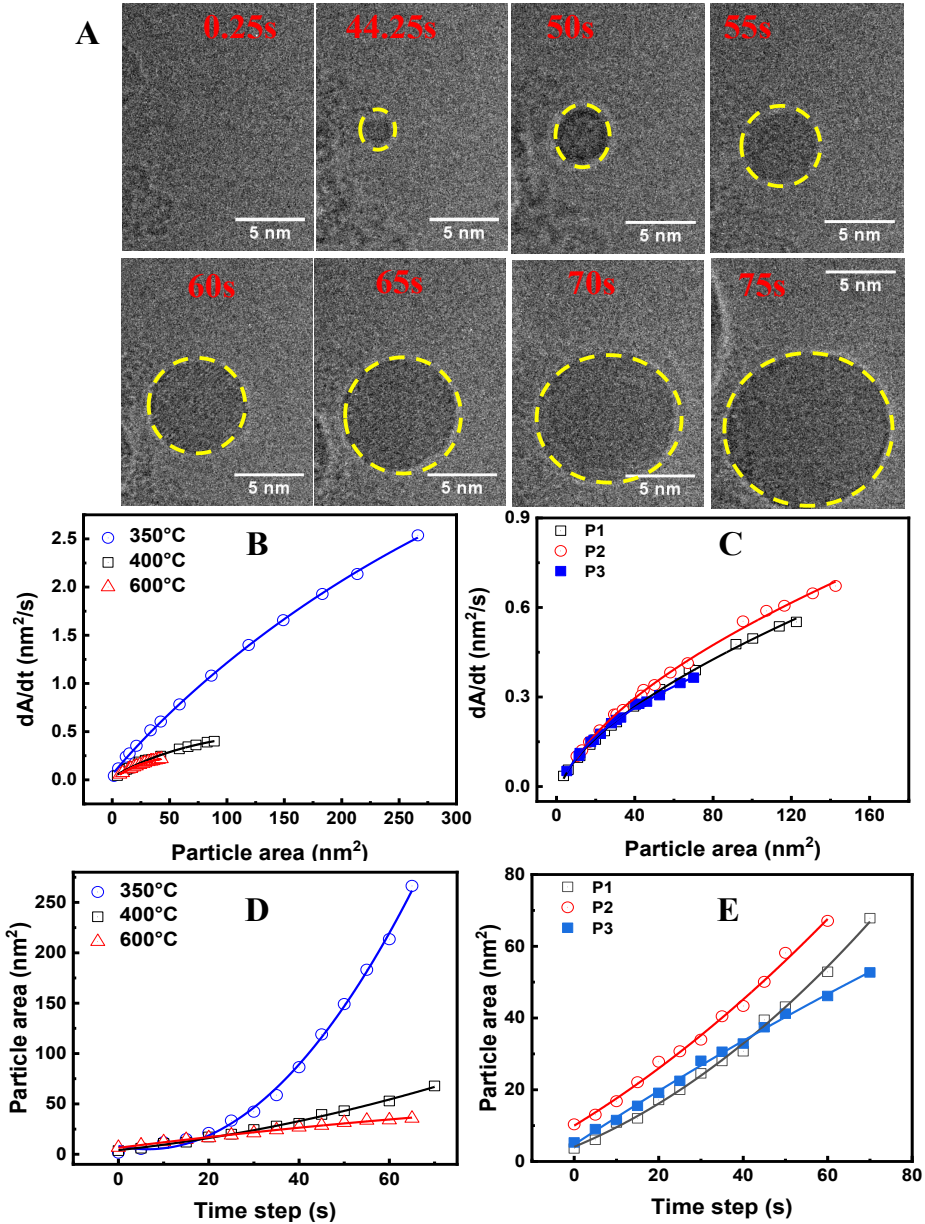 A
0.25s
44.25s
50s
55s
5 nm
5 nm
5 nm
5 nm
60s
65s
70s
75s
5 nm
5 nm
5 nm
5 nm
B
350°C
400°C
600°C
dA/dt (nm²/s)
2.5
2.0
1.5
1.0
0.5
0.0
0 50 100 150 200 250 300
Particle area (nm²)
C
P1
P2
P3
dA/dt (nm²/s)
0.9
0.6
0.3
0.0
0 40 80 120 160
Particle area (nm²)
D
350°C
400°C
600°C
Particle area (nm²)
250
200
150
100
50
0
0 20 40 60
Time step (s)
E
P1
P2
P3
Particle area (nm²)
80
60
40
20
0
0 20 40 60 80
Time step (s)